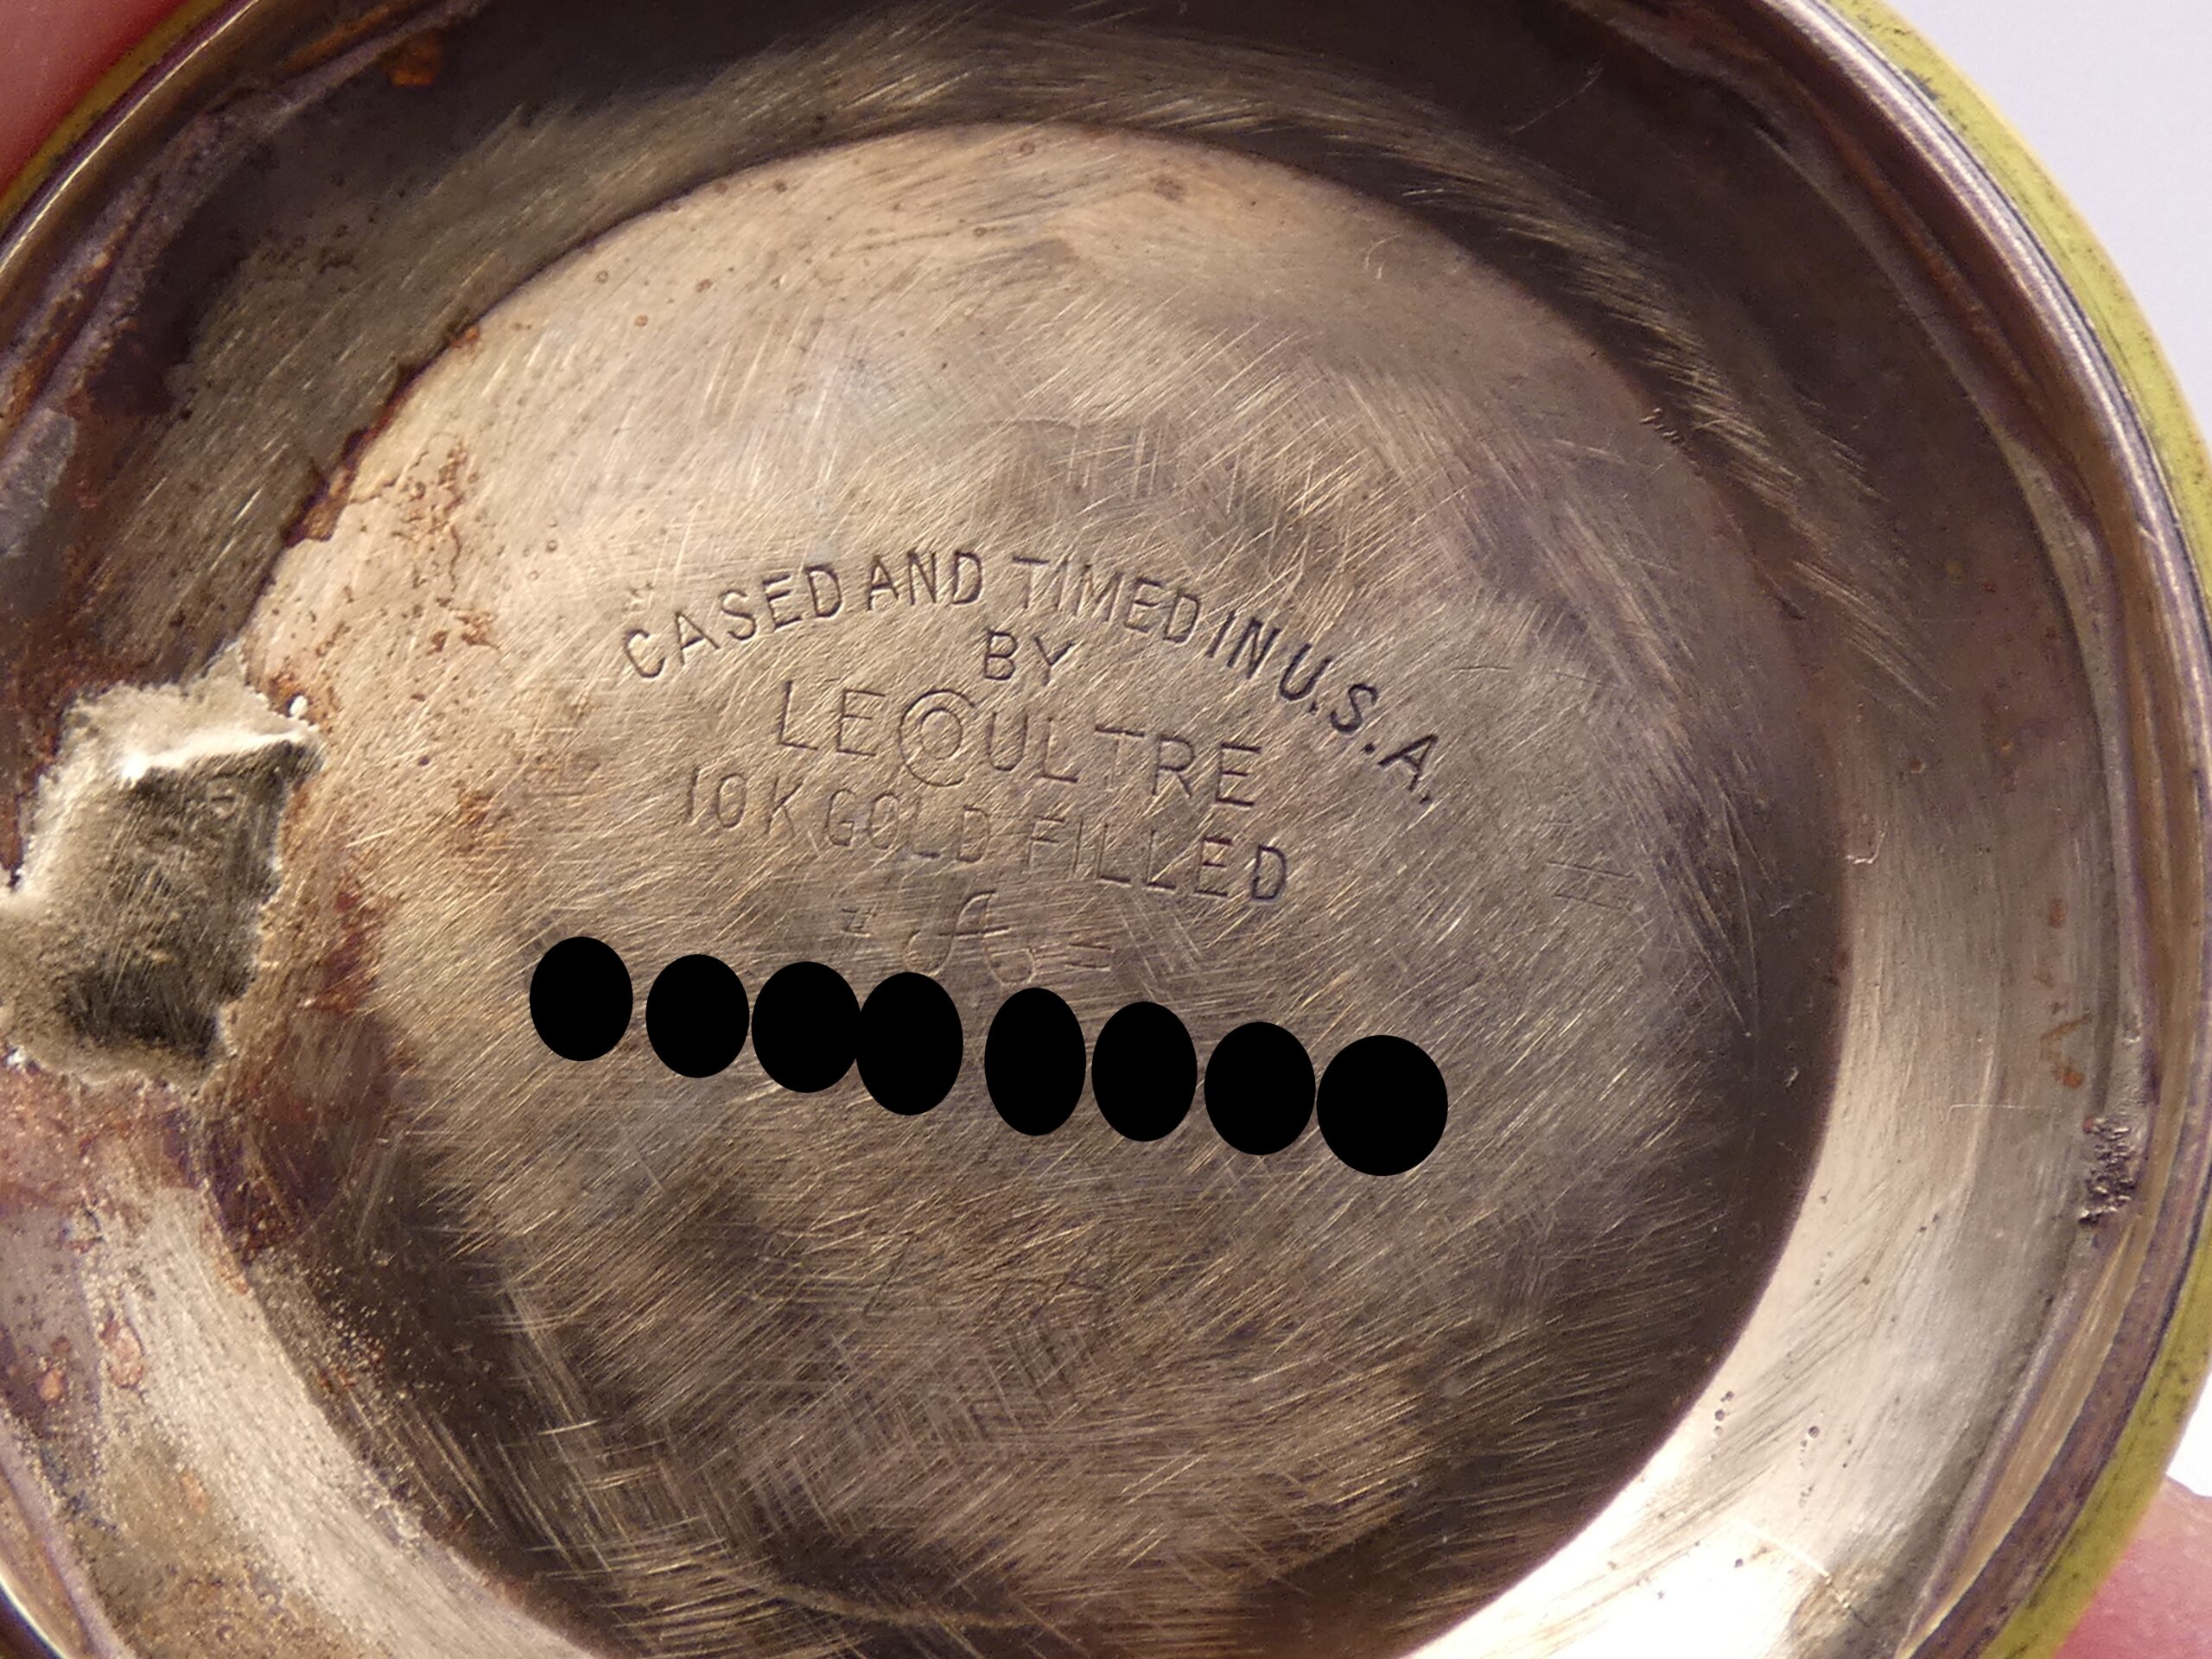 CASED AND TIMED IN U.S.A.
BY
LECOULTRE
10K GOLD FILLED